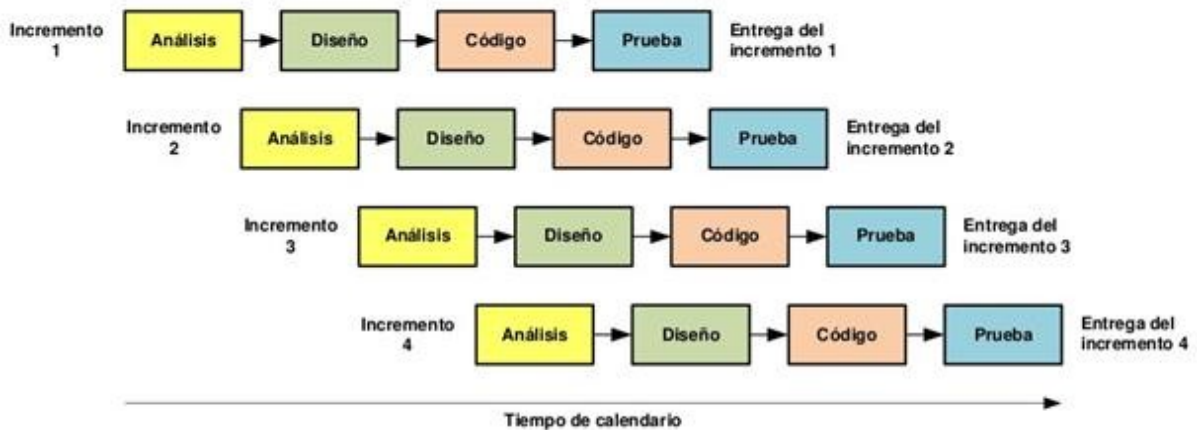 Incremento
1
Análisis
Diseño
Código
Prueba
Entrega del
incremento 1
Incremento
2
Análisis
Diseño
Código
Prueba
Entrega del
incremento 2
Incremento
3
Análisis
Diseño
Código
Prueba
Entrega del
incremento 3
Incremento
4
Análisis
Diseño
Código
Prueba
Entrega del
incremento 4
Tiempo de calendario